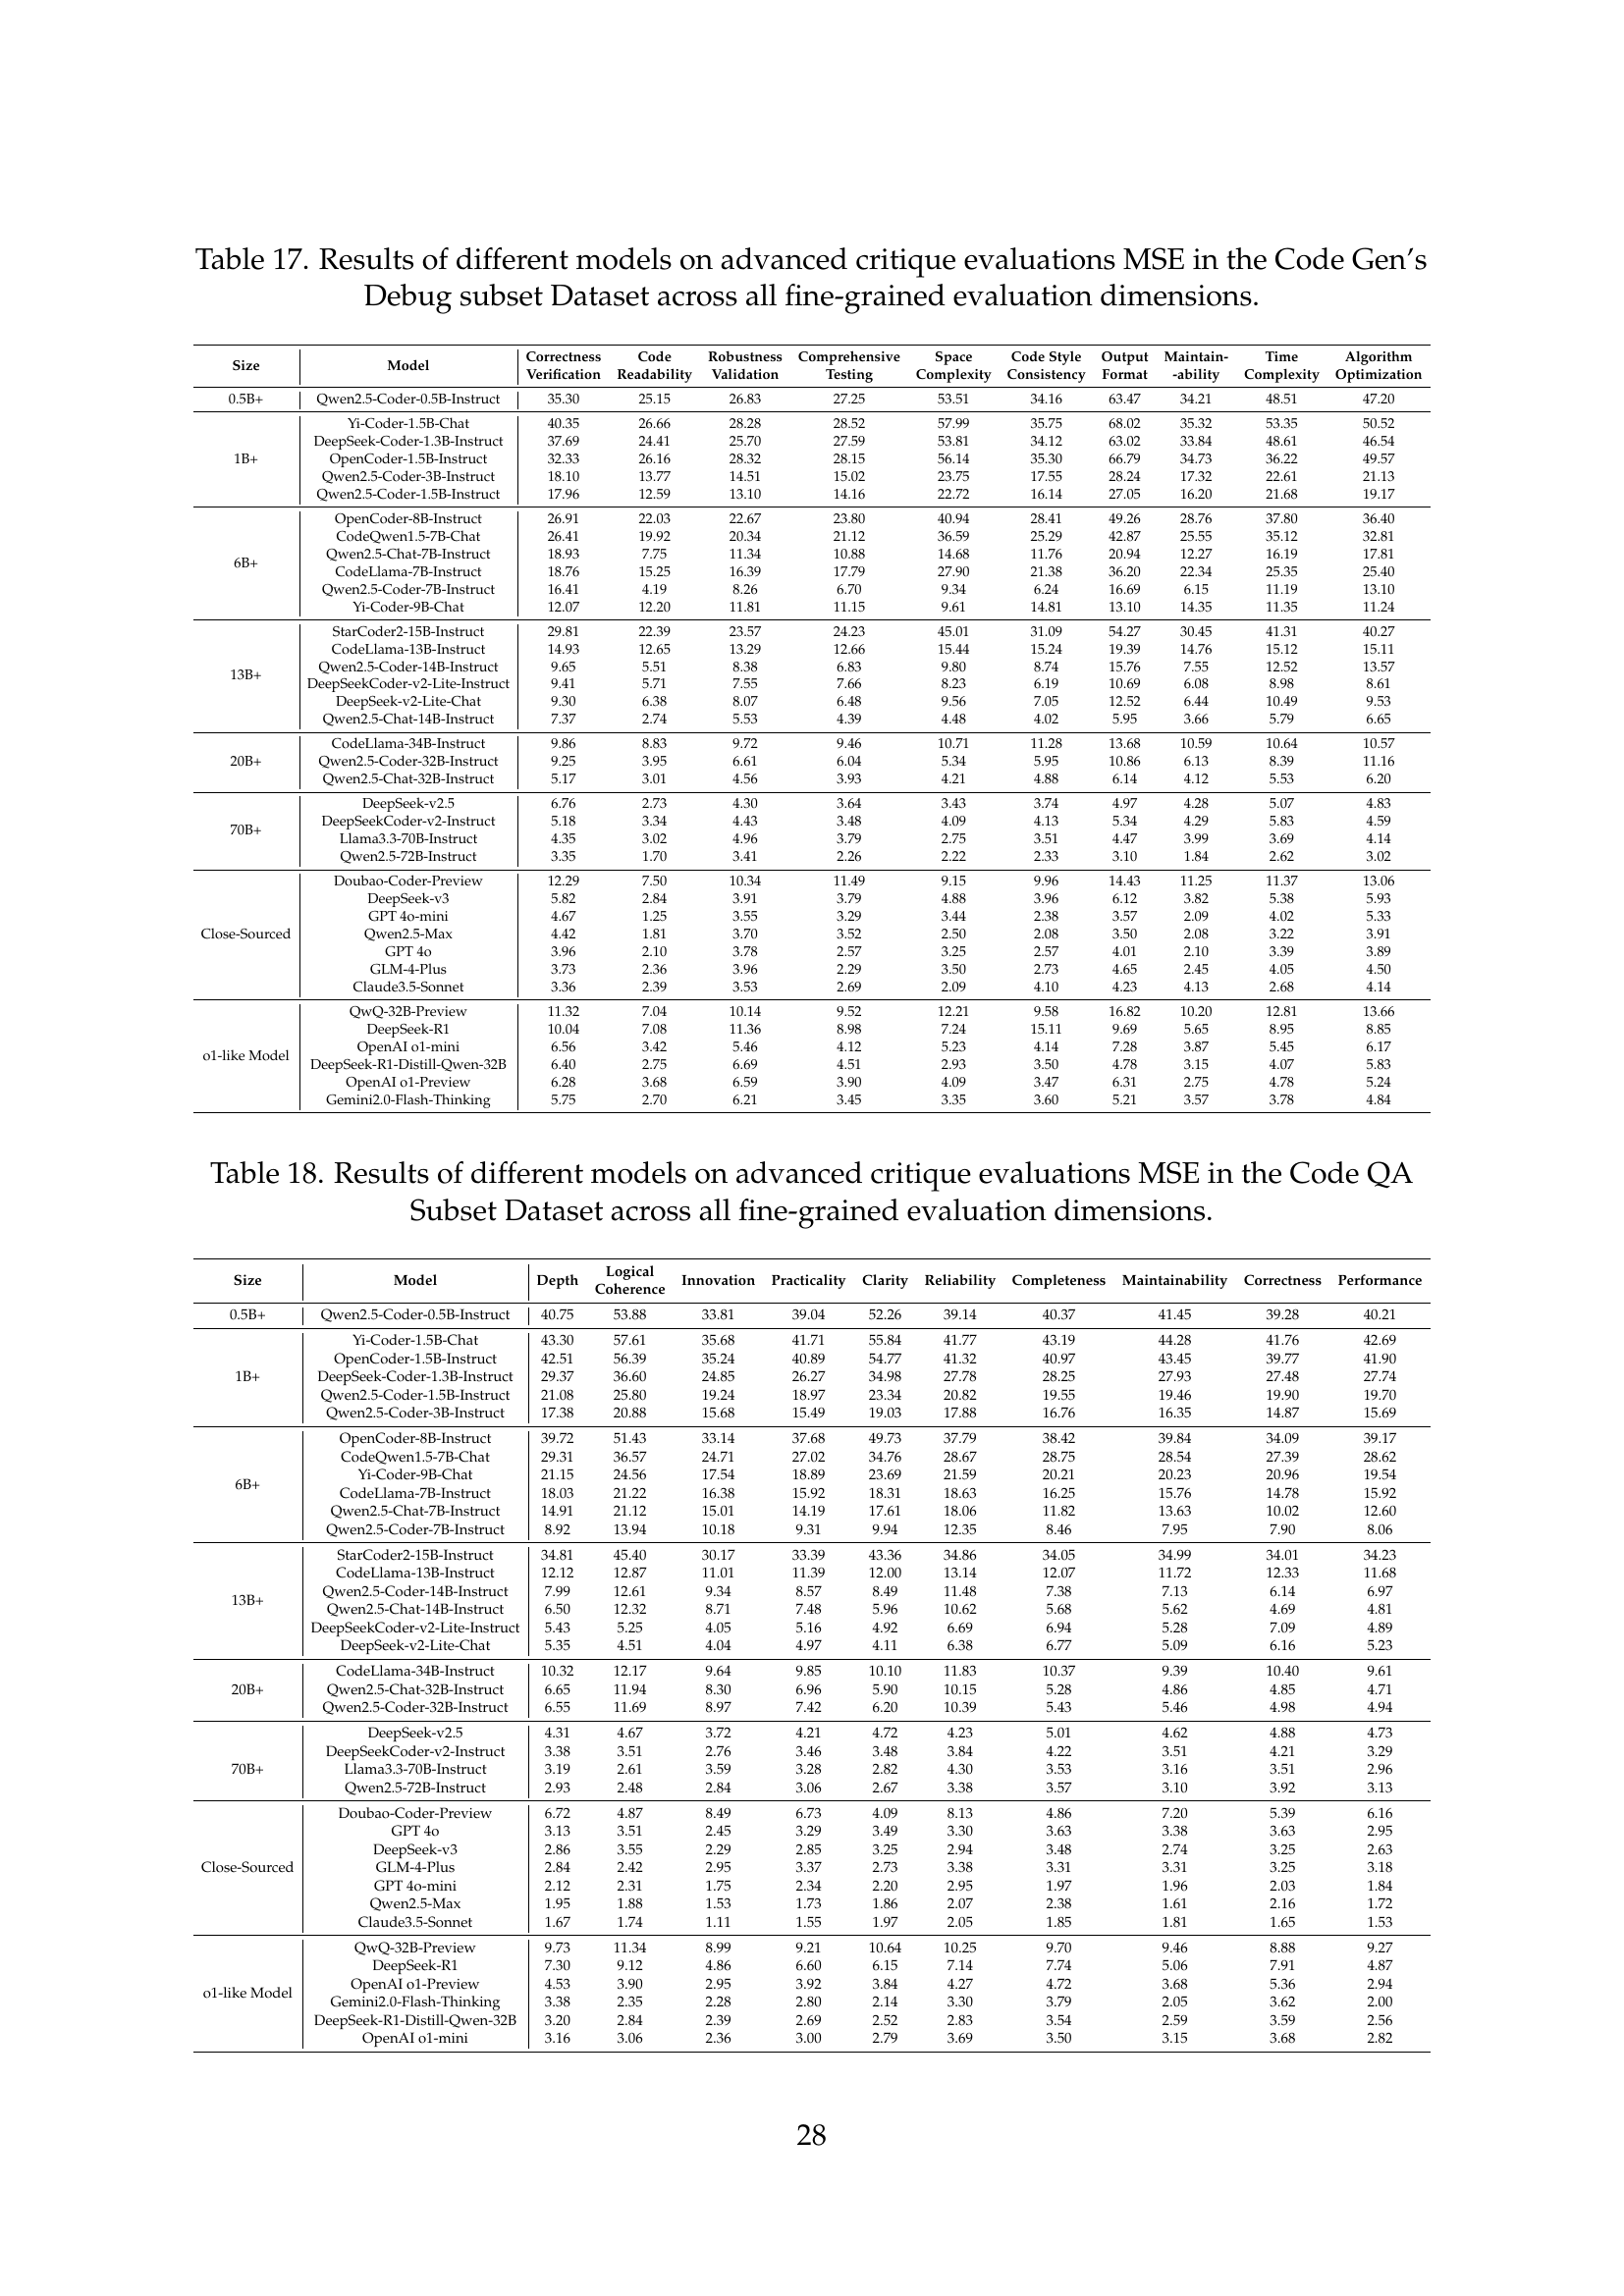 Table 17. Results of different models on advanced critique evaluations MSE in the Code Gen's
Debug subset Dataset across all fine-grained evaluation dimensions.
Size Model Correctness Verification Code Readability Robustness Validation Comprehensive Testing Space Complexity Code Style Consistency Output Format Maintain- -ability Time Complexity Algorithm Optimization
0.5B+ Qwen2.5-Coder-0.5B-Instruct 35.30 25.15 26.83 27.25 53.51 34.16 63.47 34.21 48.51 47.20
1B+ Yi-Coder-1.5B-Chat 40.35 26.66 28.28 28.52 57.99 35.75 68.02 35.32 53.35 50.52
DeepSeek-Coder-1.3B-Instruct 37.69 24.41 25.70 27.59 53.81 34.12 63.02 33.84 48.61 46.54
OpenCoder-1.5B-Instruct 32.33 26.16 28.32 28.15 56.14 35.30 66.79 34.73 36.22 49.57
Qwen2.5-Coder-3B-Instruct 18.10 13.77 14.51 15.02 23.75 17.55 28.24 17.32 22.61 21.13
Qwen2.5-Coder-1.5B-Instruct 17.96 12.59 13.10 14.16 22.72 16.14 27.05 16.20 21.68 19.17
6B+ OpenCoder-8B-Instruct 26.91 22.03 22.67 23.80 40.94 28.41 49.26 28.76 37.80 36.40
CodeQwen1.5-7B-Chat 26.41 19.92 20.34 21.12 36.59 25.29 42.87 25.55 35.12 32.81
Qwen2.5-Chat-7B-Instruct 18.93 7.75 11.34 10.88 14.68 11.76 20.94 12.27 16.19 17.81
CodeLlama-7B-Instruct 18.76 15.25 16.39 17.79 27.90 21.38 36.20 22.34 25.35 25.40
Qwen2.5-Coder-7B-Instruct 16.41 4.19 8.26 6.70 9.34 6.24 16.69 6.15 11.19 13.10
Yi-Coder-9B-Chat 12.07 12.20 11.81 11.15 9.61 14.81 13.10 14.35 11.35 11.24
13B+ StarCoder2-15B-Instruct 29.81 22.39 23.57 24.23 45.01 31.09 54.27 30.45 41.31 40.27
CodeLlama-13B-Instruct 14.93 12.65 13.29 12.66 15.44 15.24 19.39 14.76 15.12 15.11
Qwen2.5-Coder-14B-Instruct 9.65 5.51 8.38 6.83 9.80 8.74 15.76 7.55 12.52 13.57
DeepSeekCoder-v2-Lite-Instruct 9.41 5.71 7.55 7.66 8.23 6.19 10.69 6.08 8.98 8.61
DeepSeek-v2-Lite-Chat 9.30 6.38 8.07 6.48 9.56 7.05 12.52 6.44 10.49 9.53
Qwen2.5-Chat-14B-Instruct 7.37 2.74 5.53 4.39 4.48 4.02 5.95 3.66 5.79 6.65
20B+ CodeLlama-34B-Instruct 9.86 8.83 9.72 9.46 10.71 11.28 13.68 10.59 10.64 10.57
Qwen2.5-Coder-32B-Instruct 9.25 3.95 6.61 6.04 5.34 5.95 10.86 6.13 8.39 11.16
Qwen2.5-Chat-32B-Instruct 5.17 3.01 4.56 3.93 4.21 4.88 6.14 4.12 5.53 6.20
70B+ DeepSeek-v2.5 6.76 2.73 4.30 3.64 3.43 3.74 4.97 4.28 5.07 4.83
DeepSeekCoder-v2-Instruct 5.18 3.34 4.43 3.48 4.09 4.13 5.34 4.29 5.83 4.59
Llama3.3-70B-Instruct 4.35 3.02 4.96 3.79 2.75 3.51 4.47 3.99 3.69 4.14
Qwen2.5-72B-Instruct 3.35 1.70 3.41 2.26 2.22 2.33 3.10 1.84 2.62 3.02
Close-Sourced Doubao-Coder-Preview 12.29 7.50 10.34 11.49 9.15 9.96 14.43 11.25 11.37 13.06
DeepSeek-v3 5.82 2.84 3.91 3.79 4.88 3.96 6.12 3.82 5.38 5.93
GPT 4o-mini 4.67 1.25 3.55 3.29 3.44 2.38 3.57 2.09 4.02 5.33
Qwen2.5-Max 4.42 1.81 3.70 3.52 2.50 2.08 3.50 2.08 3.22 3.91
GPT 4o 3.96 2.10 3.78 2.57 3.25 2.57 4.01 2.10 3.39 3.89
GLM-4-Plus 3.73 2.36 3.96 2.29 3.50 2.73 4.65 2.45 4.05 4.50
Claude3.5-Sonnet 3.36 2.39 3.53 2.69 2.09 4.10 4.23 4.13 2.68 4.14
o1-like Model QwQ-32B-Preview 11.32 7.04 10.14 9.52 12.21 9.58 16.82 10.20 12.81 13.66
DeepSeek-R1 10.04 7.08 11.36 8.98 7.24 15.11 9.69 5.65 8.95 8.85
OpenAI o1-mini 6.56 3.42 5.46 4.12 5.23 4.14 7.28 3.87 5.45 6.17
DeepSeek-R1-Distill-Qwen-32B 6.40 2.75 6.69 4.51 2.93 3.50 4.78 3.15 4.07 5.83
OpenAI o1-Preview 6.28 3.68 6.59 3.90 4.09 3.47 6.31 2.75 4.78 5.24
Gemini2.0-Flash-Thinking 5.75 2.70 6.21 3.45 3.35 3.60 5.21 3.57 3.78 4.84
Table 18. Results of different models on advanced critique evaluations MSE in the Code QA
Subset Dataset across all fine-grained evaluation dimensions.
Size Model Depth Logical Coherence Innovation Practicality Clarity Reliability Completeness Maintainability Correctness Performance
0.5B+ Qwen2.5-Coder-0.5B-Instruct 40.75 53.88 33.81 39.04 52.26 39.14 40.37 41.45 39.28 40.21
1B+ Yi-Coder-1.5B-Chat 43.30 57.61 35.68 41.71 55.84 41.77 43.19 44.28 41.76 42.69
OpenCoder-1.5B-Instruct 42.51 56.39 35.24 40.89 54.77 41.32 40.97 43.45 39.77 41.90
DeepSeek-Coder-1.3B-Instruct 29.37 36.60 24.85 26.27 34.98 27.78 28.25 27.93 27.48 27.74
Qwen2.5-Coder-1.5B-Instruct 21.08 25.80 19.24 18.97 23.34 20.82 19.55 19.46 19.90 19.70
Qwen2.5-Coder-3B-Instruct 17.38 20.88 15.68 15.49 19.03 17.88 16.76 16.35 14.87 15.69
6B+ OpenCoder-8B-Instruct 39.72 51.43 33.14 37.68 49.73 37.79 38.42 39.84 34.09 39.17
CodeQwen1.5-7B-Chat 29.31 36.57 24.71 27.02 34.76 28.67 28.75 28.54 27.39 28.62
Yi-Coder-9B-Chat 21.15 24.56 17.54 18.89 23.69 21.59 20.21 20.23 20.96 19.54
CodeLlama-7B-Instruct 18.03 21.22 16.38 15.92 18.31 18.63 16.25 15.76 14.78 15.92
Qwen2.5-Chat-7B-Instruct 14.91 21.12 15.01 14.19 17.61 18.06 11.82 13.63 10.02 12.60
Qwen2.5-Coder-7B-Instruct 8.92 13.94 10.18 9.31 9.94 12.35 8.46 7.95 7.90 8.06
13B+ StarCoder2-15B-Instruct 34.81 45.40 30.17 33.39 43.36 34.86 34.05 34.99 34.01 34.23
CodeLlama-13B-Instruct 12.12 12.87 11.01 11.39 12.00 13.14 12.07 11.72 12.33 11.68
Qwen2.5-Coder-14B-Instruct 7.99 12.61 9.34 8.57 8.49 11.48 7.38 7.13 6.14 6.97
Qwen2.5-Chat-14B-Instruct 6.50 12.32 8.71 7.48 5.96 10.62 5.68 5.62 4.69 4.81
DeepSeekCoder-v2-Lite-Instruct 5.43 5.25 4.05 5.16 4.92 6.69 6.94 5.28 7.09 4.89
DeepSeek-v2-Lite-Chat 5.35 4.51 4.04 4.97 4.11 6.38 6.77 5.09 6.16 5.23
20B+ CodeLlama-34B-Instruct 10.32 12.17 9.64 9.85 10.10 11.83 10.37 9.39 10.40 9.61
Qwen2.5-Chat-32B-Instruct 6.65 11.94 8.30 6.96 5.90 10.15 5.28 4.86 4.85 4.71
Qwen2.5-Coder-32B-Instruct 6.55 11.69 8.97 7.42 6.20 10.39 5.43 5.46 4.98 4.94
70B+ DeepSeek-v2.5 4.31 4.67 3.72 4.21 4.72 4.23 5.01 4.62 4.88 4.73
DeepSeekCoder-v2-Instruct 3.38 3.51 2.76 3.46 3.48 3.84 4.22 3.51 4.21 3.29
Llama3.3-70B-Instruct 3.19 2.61 3.59 3.28 2.82 4.30 3.53 3.16 3.51 2.96
Qwen2.5-72B-Instruct 2.93 2.48 2.84 3.06 2.67 3.38 3.57 3.10 3.92 3.13
Close-Sourced Doubao-Coder-Preview 6.72 4.87 8.49 6.73 4.09 8.13 4.86 7.20 5.39 6.16
GPT 4o 3.13 3.51 2.45 3.29 3.49 3.30 3.63 3.38 3.63 2.95
DeepSeek-v3 2.86 3.55 2.29 2.85 3.25 2.94 3.48 2.74 3.25 2.63
GLM-4-Plus 2.84 2.42 2.95 3.37 2.73 3.38 3.31 3.31 3.25 3.18
GPT 4o-mini 2.12 2.31 1.75 2.34 2.20 2.95 1.97 1.96 2.03 1.84
Qwen2.5-Max 1.95 1.88 1.53 1.73 1.86 2.07 2.38 1.61 2.16 1.72
Claude3.5-Sonnet 1.67 1.74 1.11 1.55 1.97 2.05 1.85 1.81 1.65 1.53
o1-like Model QwQ-32B-Preview 9.73 11.34 8.99 9.21 10.64 10.25 9.70 9.46 8.88 9.27
DeepSeek-R1 7.30 9.12 4.86 6.60 6.15 7.14 7.74 5.06 7.91 4.87
OpenAI o1-Preview 4.53 3.90 2.95 3.92 3.84 4.27 4.72 3.68 5.36 2.94
Gemini2.0-Flash-Thinking 3.38 2.35 2.28 2.80 2.14 3.30 3.79 2.05 3.62 2.00
DeepSeek-R1-Distill-Qwen-32B 3.20 2.84 2.39 2.69 2.52 2.83 3.54 2.59 3.59 2.56
OpenAI o1-mini 3.16 3.06 2.36 3.00 2.79 3.69 3.50 3.15 3.68 2.82
28